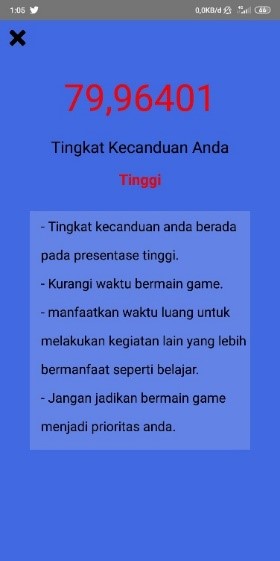 1:05
0,0KB/d
46
79,96401
Tingkat Kecanduan Anda
Tinggi
- Tingkat kecanduan anda berada
pada presentase tinggi.
- Kurangi waktu bermain game.
- manfaatkan waktu luang untuk
melakukan kegiatan lain yang lebih
bermanfaat seperti belajar.
- Jangan jadikan bermain game
menjadi prioritas anda.